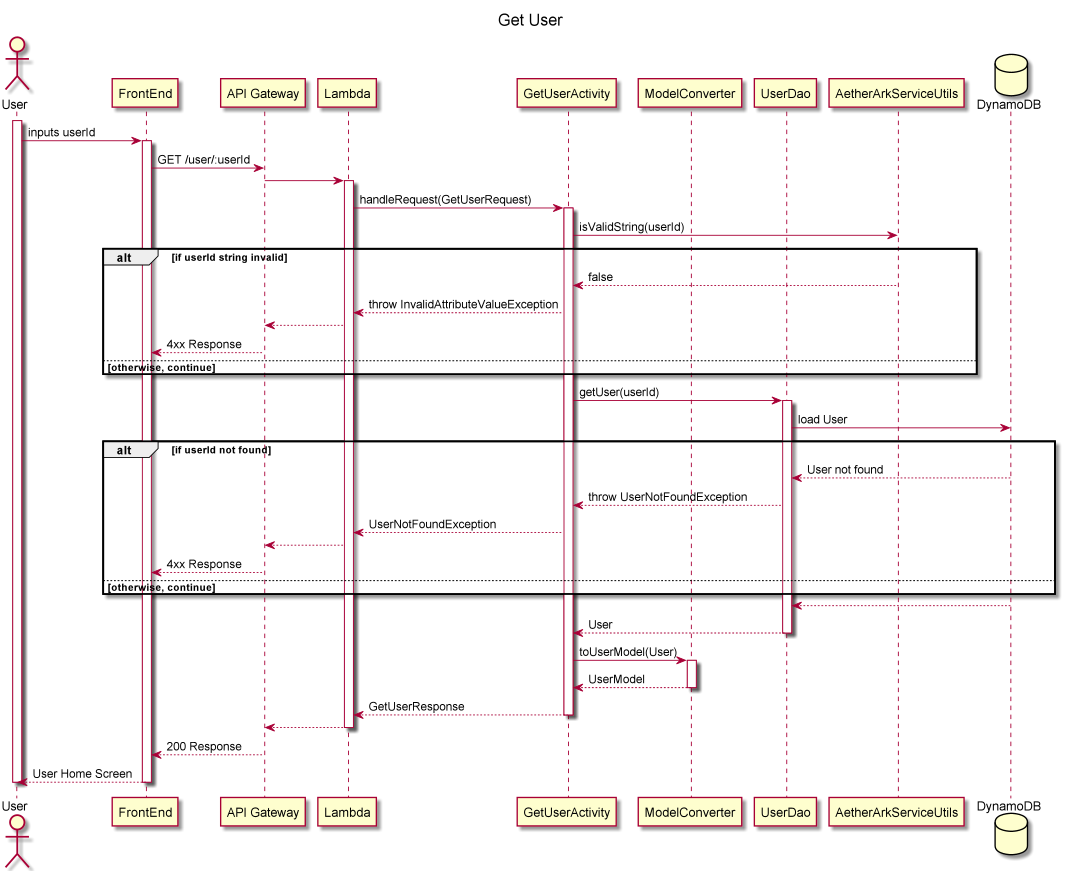 Get User
User
FrontEnd
API Gateway
Lambda
GetUserActivity
ModelConverter
UserDao
AetherArkServiceUtils
DynamoDB
inputs userId
GET /user/:userId
handleRequest(GetUserRequest)
isValidString(userId)
alt [if userId string invalid]
false
throw InvalidAttributeValueException
4xx Response
[otherwise, continue]
getUser(userId)
load User
alt [if userId not found]
User not found
throw UserNotFoundException
UserNotFoundException
4xx Response
[otherwise, continue]
User
toUserModel(User)
UserModel
GetUserResponse
200 Response
User Home Screen
User
FrontEnd
API Gateway
Lambda
GetUserActivity
ModelConverter
UserDao
AetherArkServiceUtils
DynamoDB